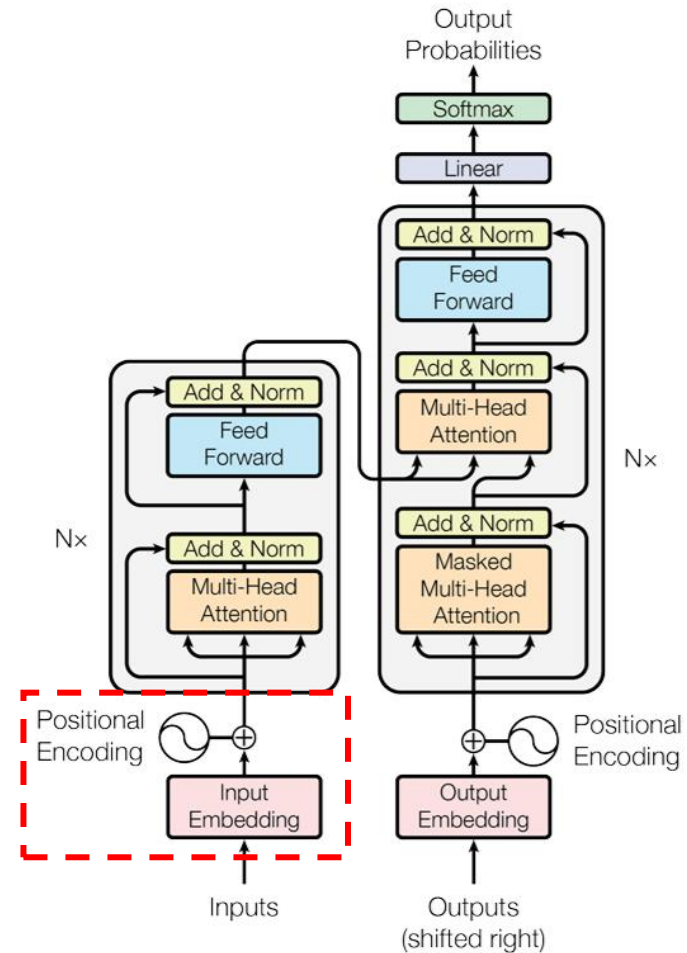 Output
Probabilities
Softmax
Linear
Add & Norm
Feed
Forward
Add & Norm
Multi-Head
Attention
Nx
Add & Norm
Masked
Multi-Head
Attention
Add & Norm
Feed
Forward
Nx
Add & Norm
Multi-Head
Attention
Positional
Encoding
Input
Embedding
Inputs
Positional
Encoding
Output
Embedding
Outputs
(shifted right)